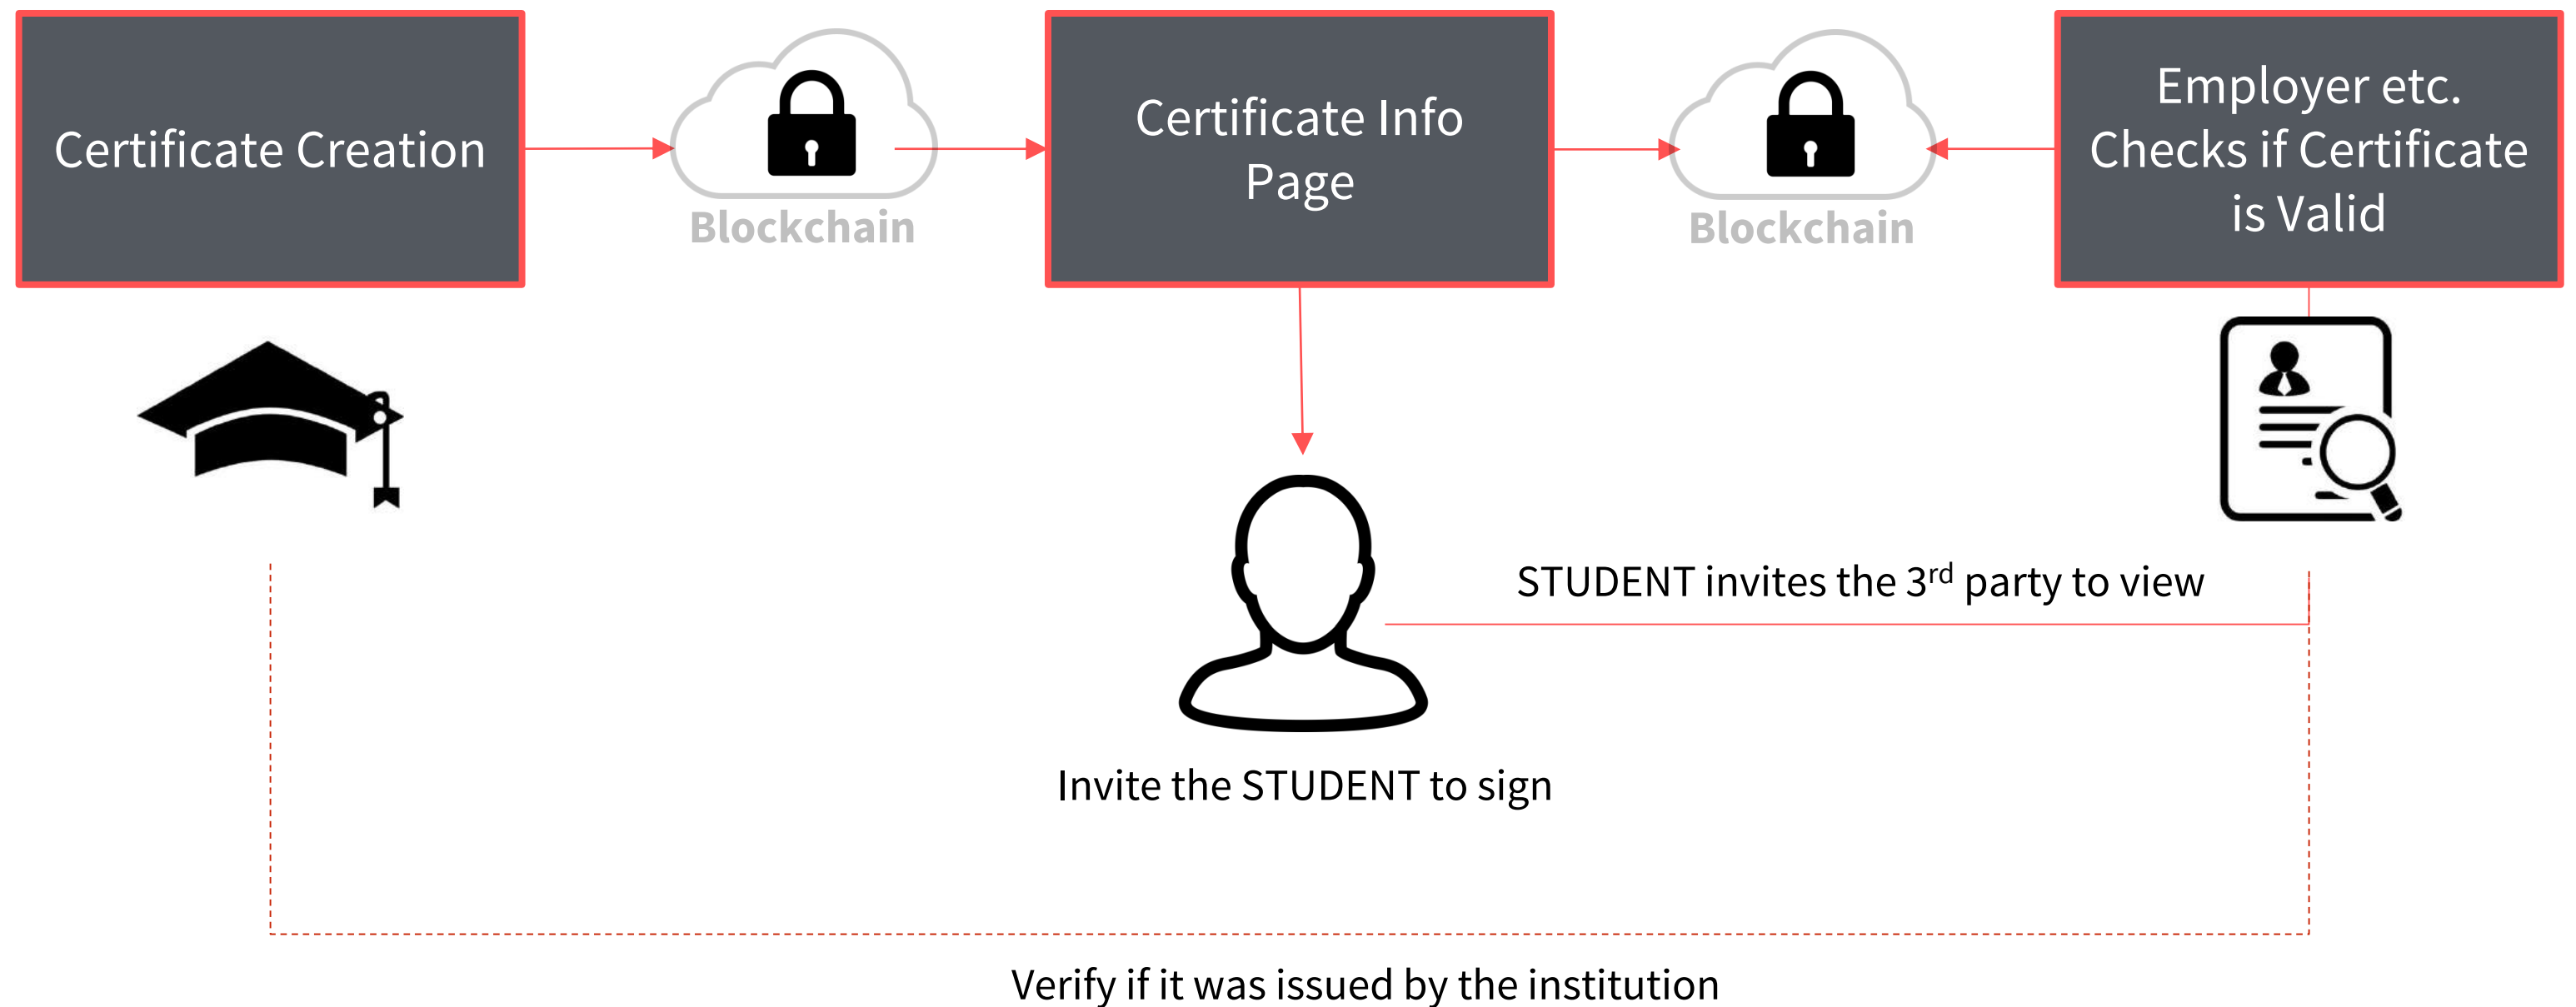 Certificate Creation
Blockchain
Certificate Info
Page
Blockchain
Employer etc.
Checks if Certificate
is Valid
STUDENT invites the 3rd party to view
Invite the STUDENT to sign
Verify if it was issued by the institution